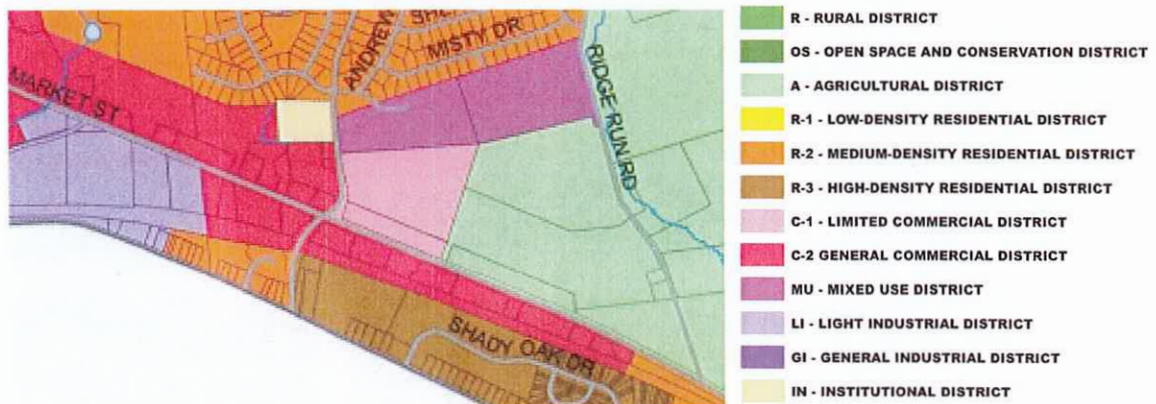 MARKET ST
ANDREW
MISTY DR
RIDGE RUN RD
SHADY OAK DR
R - RURAL DISTRICT
OS - OPEN SPACE AND CONSERVATION DISTRICT
A - AGRICULTURAL DISTRICT
R-1 - LOW-DENSITY RESIDENTIAL DISTRICT
R-2 - MEDIUM-DENSITY RESIDENTIAL DISTRICT
R-3 - HIGH-DENSITY RESIDENTIAL DISTRICT
C-1 - LIMITED COMMERCIAL DISTRICT
C-2 GENERAL COMMERCIAL DISTRICT
MU - MIXED USE DISTRICT
LI - LIGHT INDUSTRIAL DISTRICT
GI - GENERAL INDUSTRIAL DISTRICT
IN - INSTITUTIONAL DISTRICT